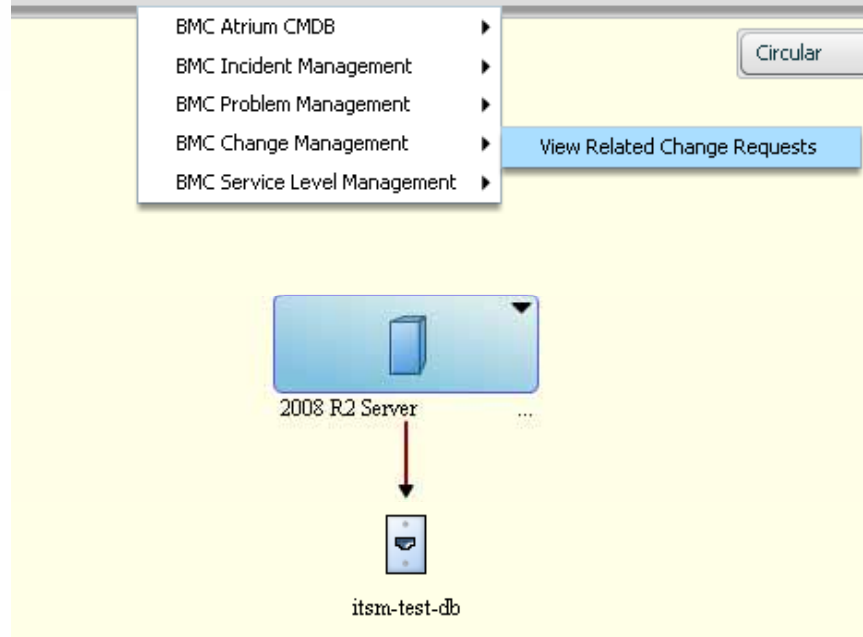 BMC Atrium CMDB
Circular
BMC Incident Management
BMC Problem Management
BMC Change Management
View Related Change Requests
BMC Service Level Management
2008 R2 Server ...
itsm-test-db